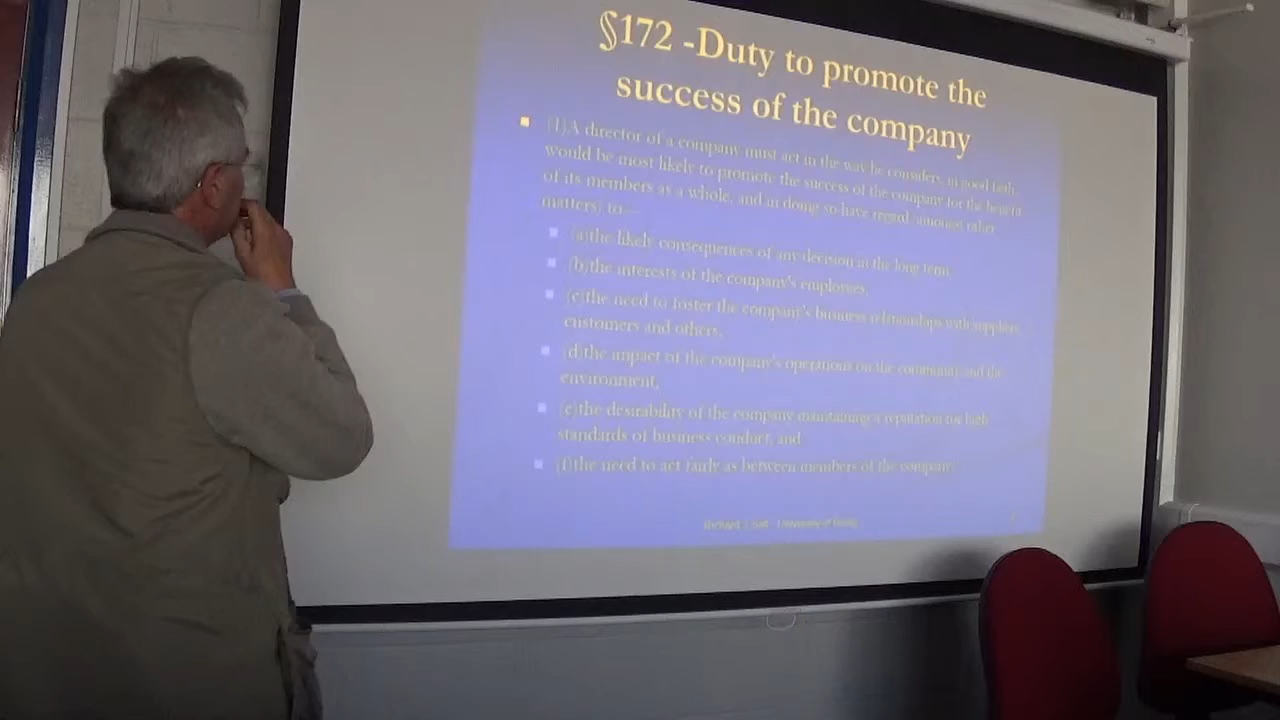 §172 -Duty to promote the
success of the company
(1)A director of a company must act in the way he considers, in good faith,
would be most likely to promote the success of the company for the benefit
of its members as a whole, and in doing so have regard (amongst other
matters) to—
(a)the likely consequences of any decision in the long term,
(b)the interests of the company's employees,
(c)the need to foster the company's business relationships with suppliers,
customers and others,
(d)the impact of the company's operations on the community and the
environment,
(e)the desirability of the company maintaining a reputation for high
standards of business conduct, and
(f)the need to act fairly as between members of the company.
Richard University of